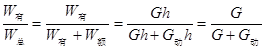 W有/W总 = W有/(W有+W额) = Gh/(Gh+G动h) = G/(G+G动)